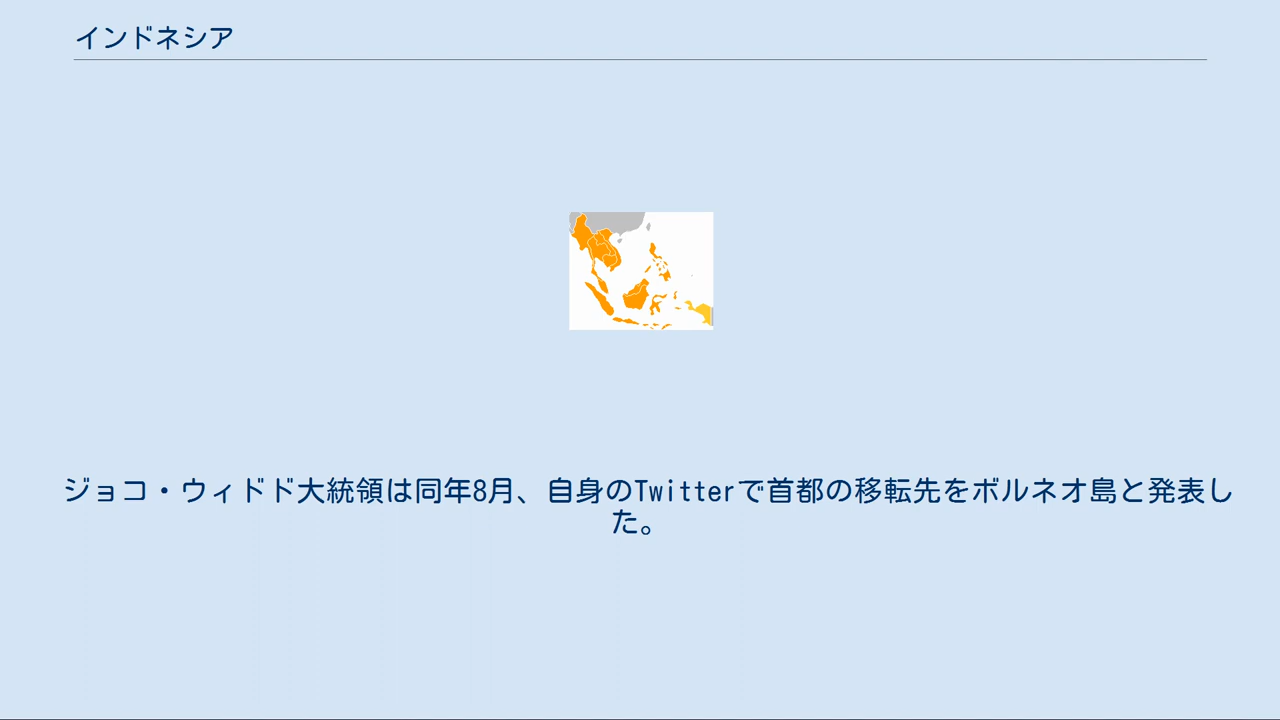 インドネシア
ジョコ・ウィドド大統領は同年8月、自身のTwitterで首都の移転先をボルネオ島と発表し
た。